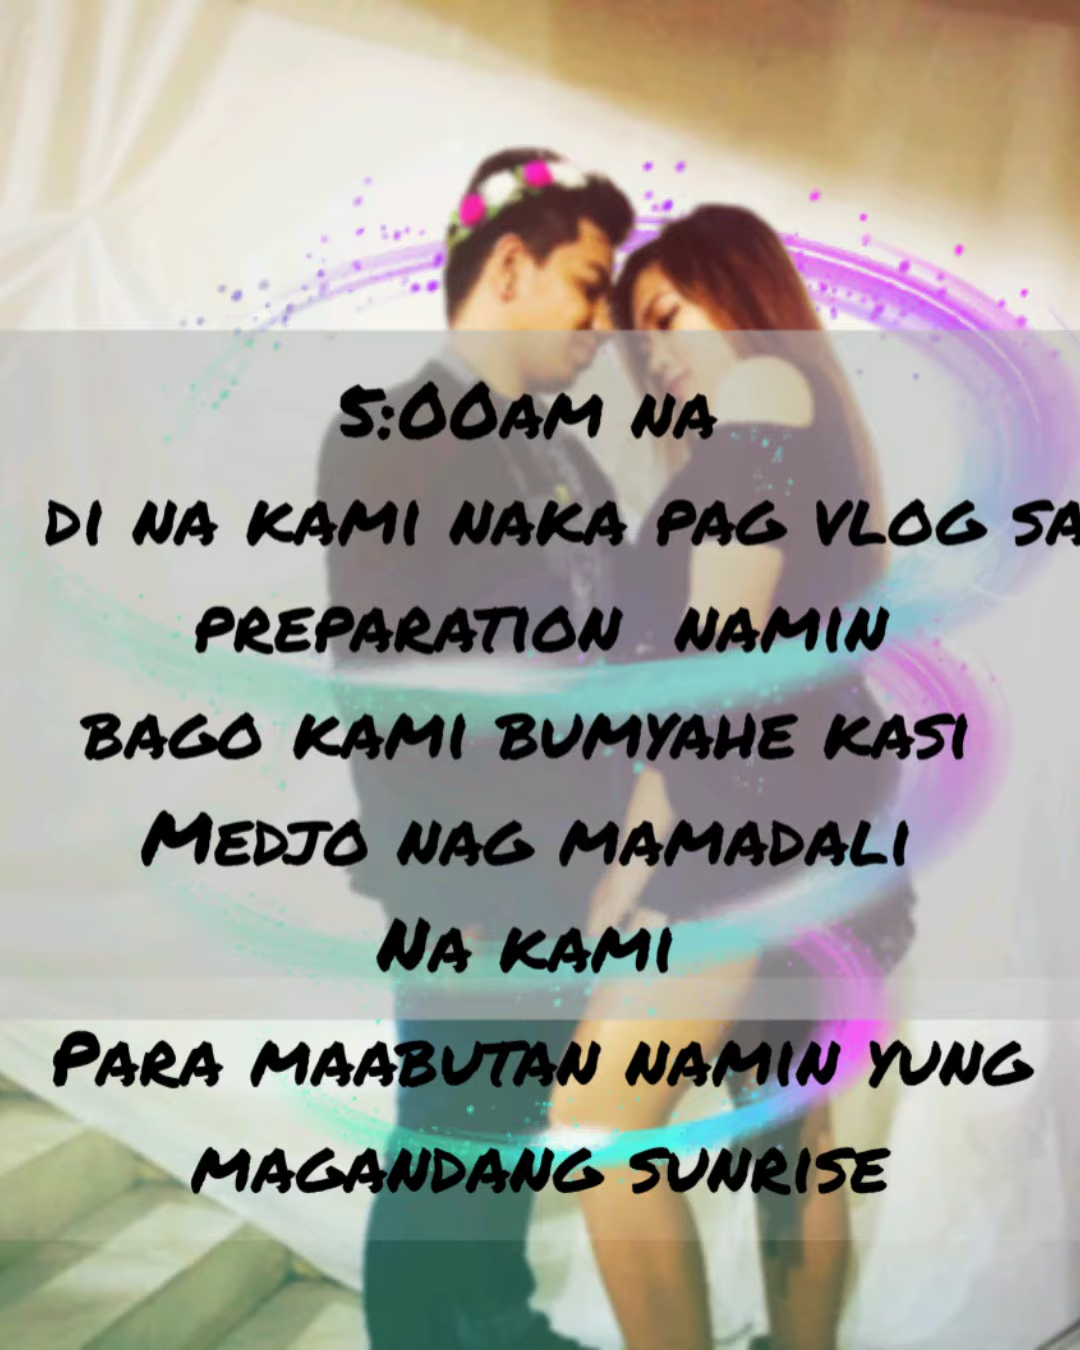 5:00am na
di na kami naka pag vlog sa
preparation namin
bago kami bumyahe kasi
Medjo nag mamadali
Na kami
Para maabutan namin yung
magandang sunrise